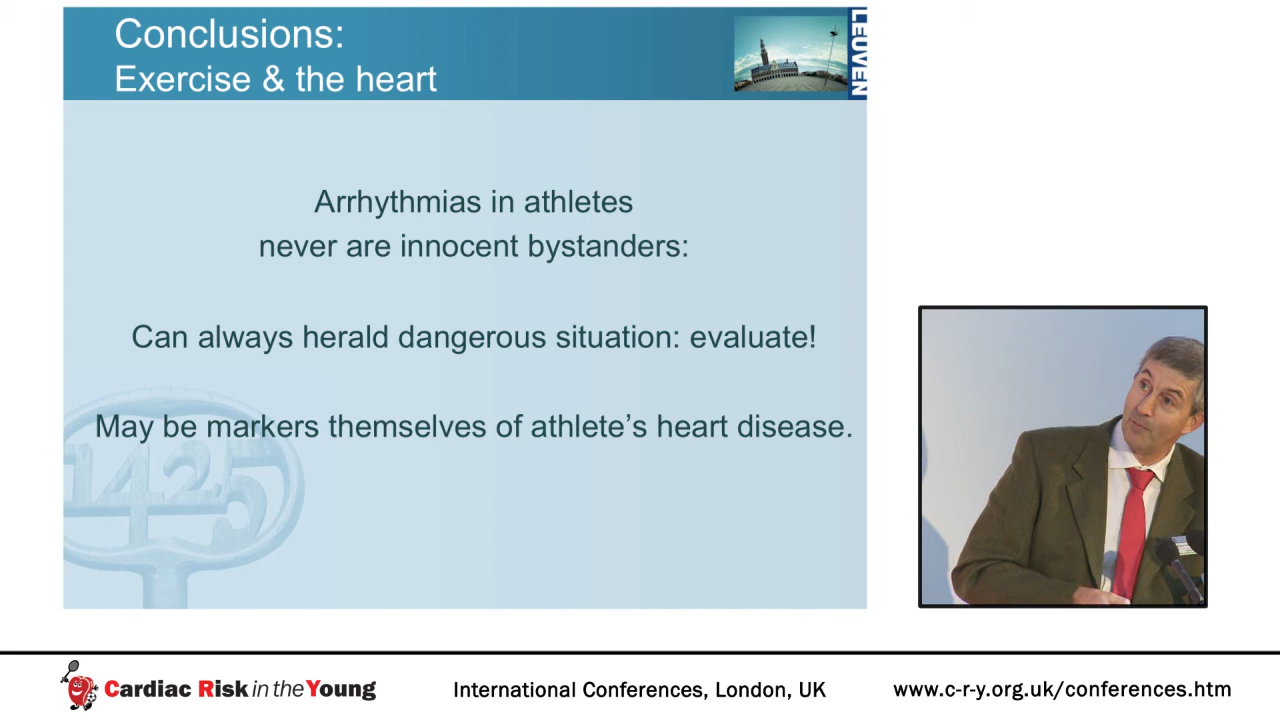 Conclusions:
Exercise & the heart
LEUVEN
Arrhythmias in athletes
never are innocent bystanders:
Can always herald dangerous situation: evaluate!
May be markers themselves of athlete’s heart disease.
1425
Cardiac Risk in the Young
International Conferences, London, UK
www.c-r-y.org.uk/conferences.htm